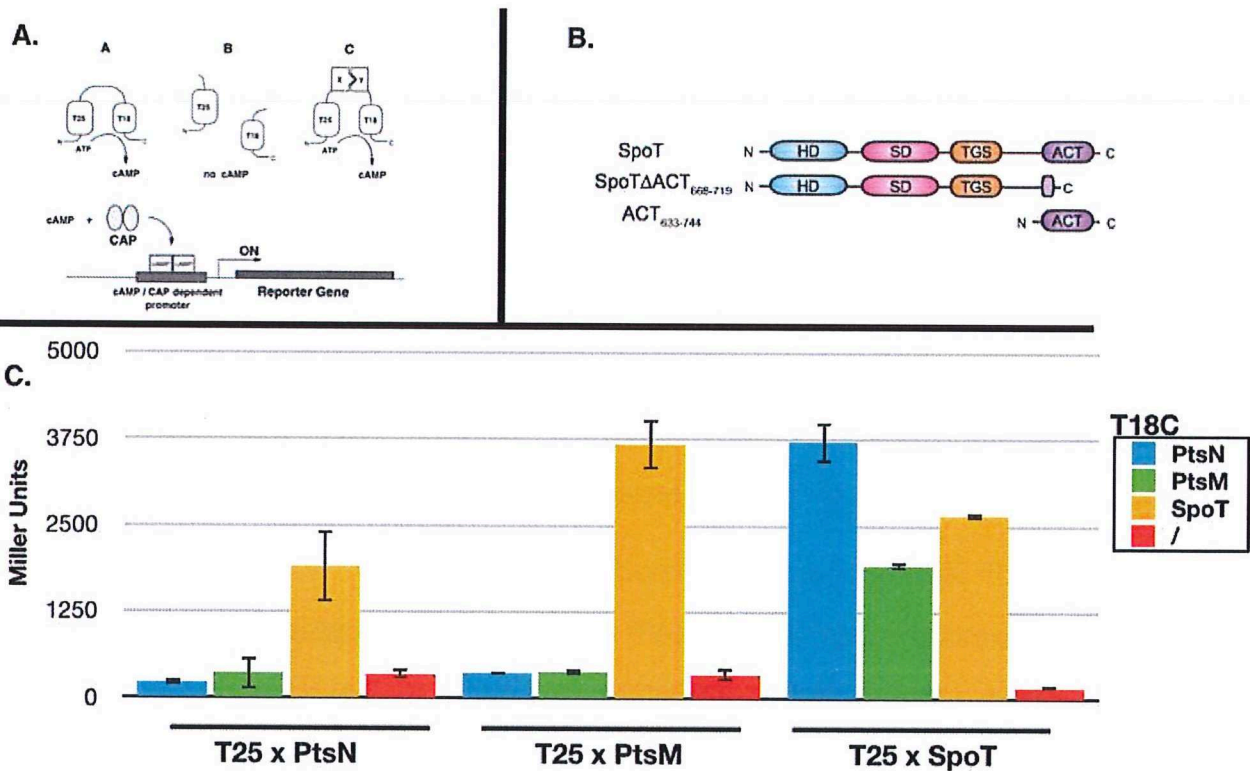 A.
A B C
T25 T18 T25 T18 X Y T25 T18
N C N C N C
ATP ATP
cAMP no cAMP cAMP
cAMP +
CAP
ON
cAMP / CAP dependent
promoter
Reporter Gene
B.
SpoT N HD SD TGS ACT C
SpoTΔACT668-719 N HD SD TGS C
ACT633-744 N ACT C
C.
5000
3750
2500
1250
0
Miller Units
T18C
PtsN
PtsM
SpoT
/
T25 x PtsN T25 x PtsM T25 x SpoT